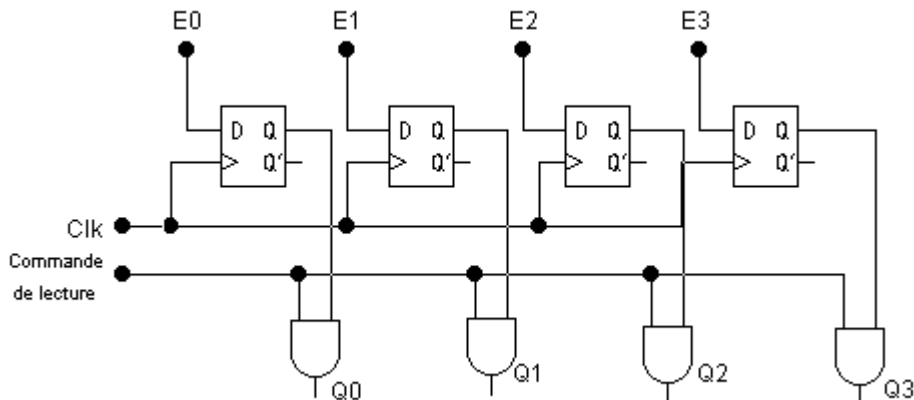 E0 E1 E2 E3
D Q D Q D Q D Q
Q' Q' Q' Q'
Clk
Commande
de lecture
Q0 Q1 Q2 Q3